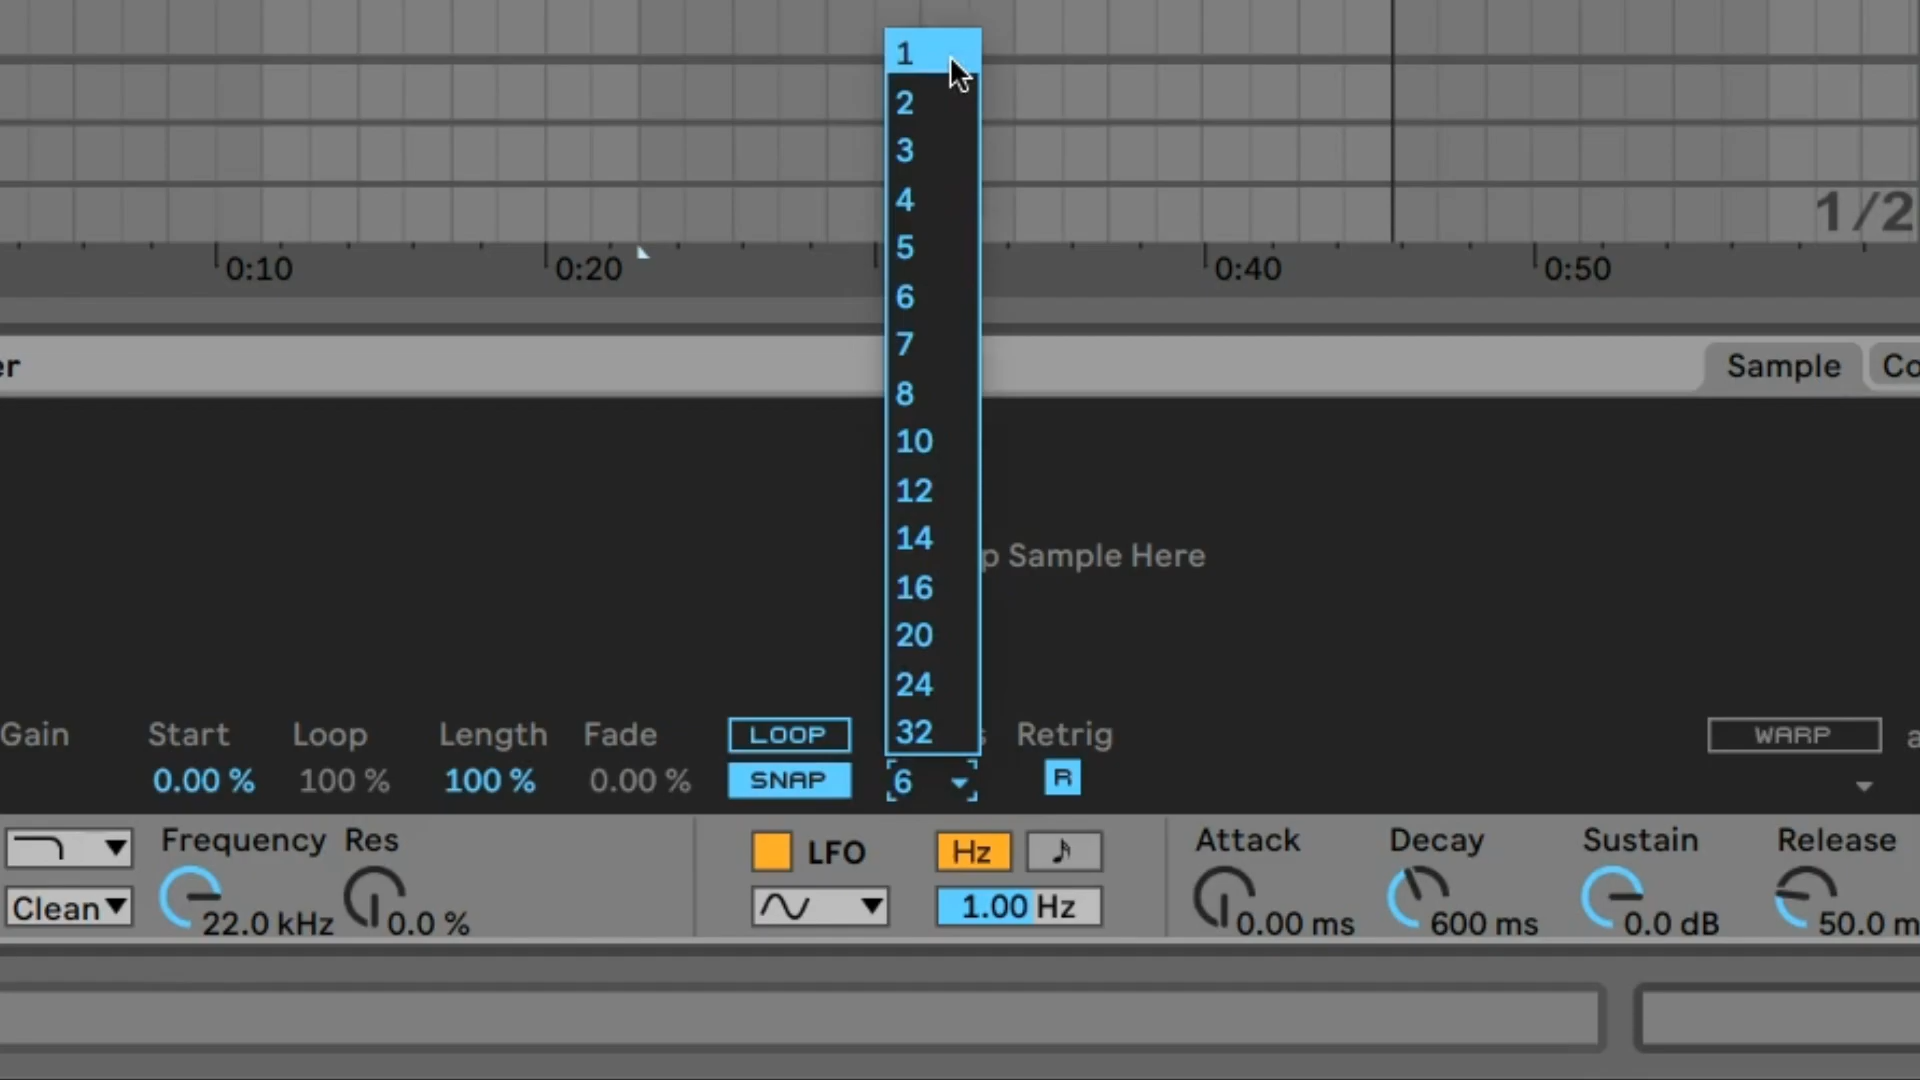 1
2
3
4
5
6
7
8
10
12
14
16
20
24
32
1/2
0:10 0:20 0:40 0:50
er Sample Co
p Sample Here
Gain Start Loop Length Fade LOOP s Retrig WARP a
0.00 % 100 % 100 % 0.00 % SNAP 6 R
Frequency Res LFO Hz Attack Decay Sustain Release
Clean 22.0 kHz 0.0 % 1.00 Hz 0.00 ms 600 ms 0.0 dB 50.0 m